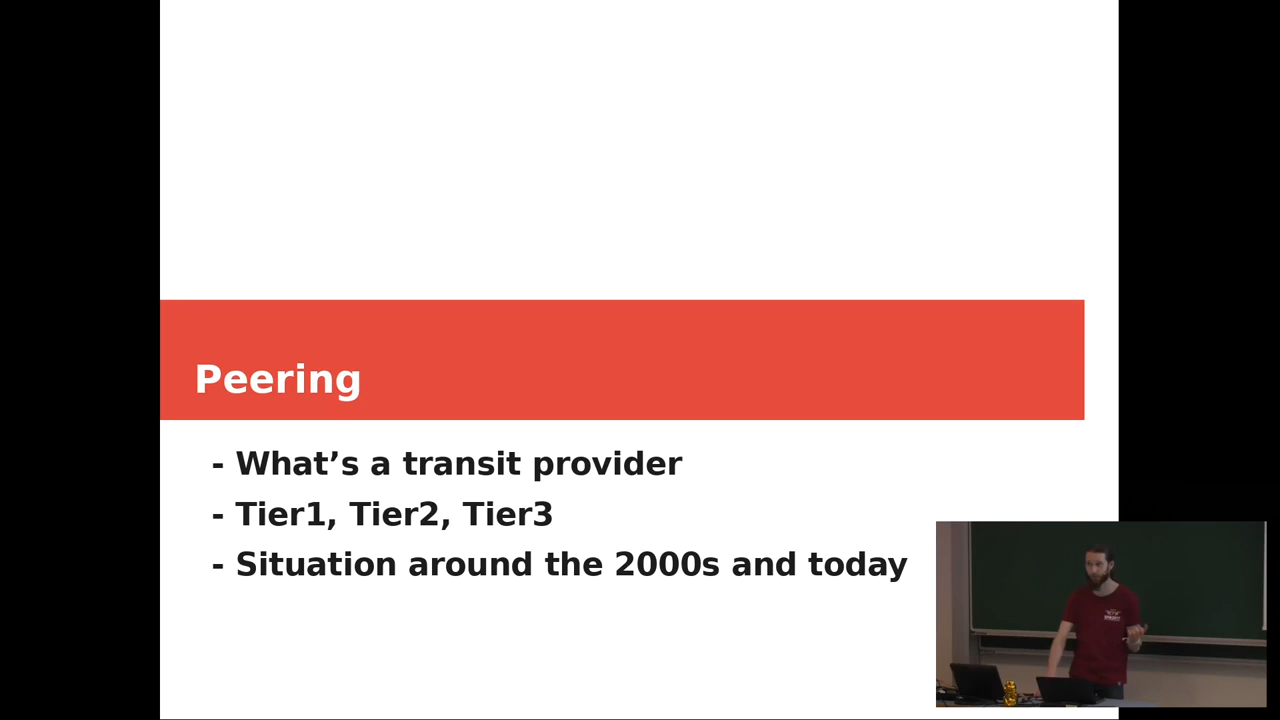 Peering
- What’s a transit provider
- Tier1, Tier2, Tier3
- Situation around the 2000s and today